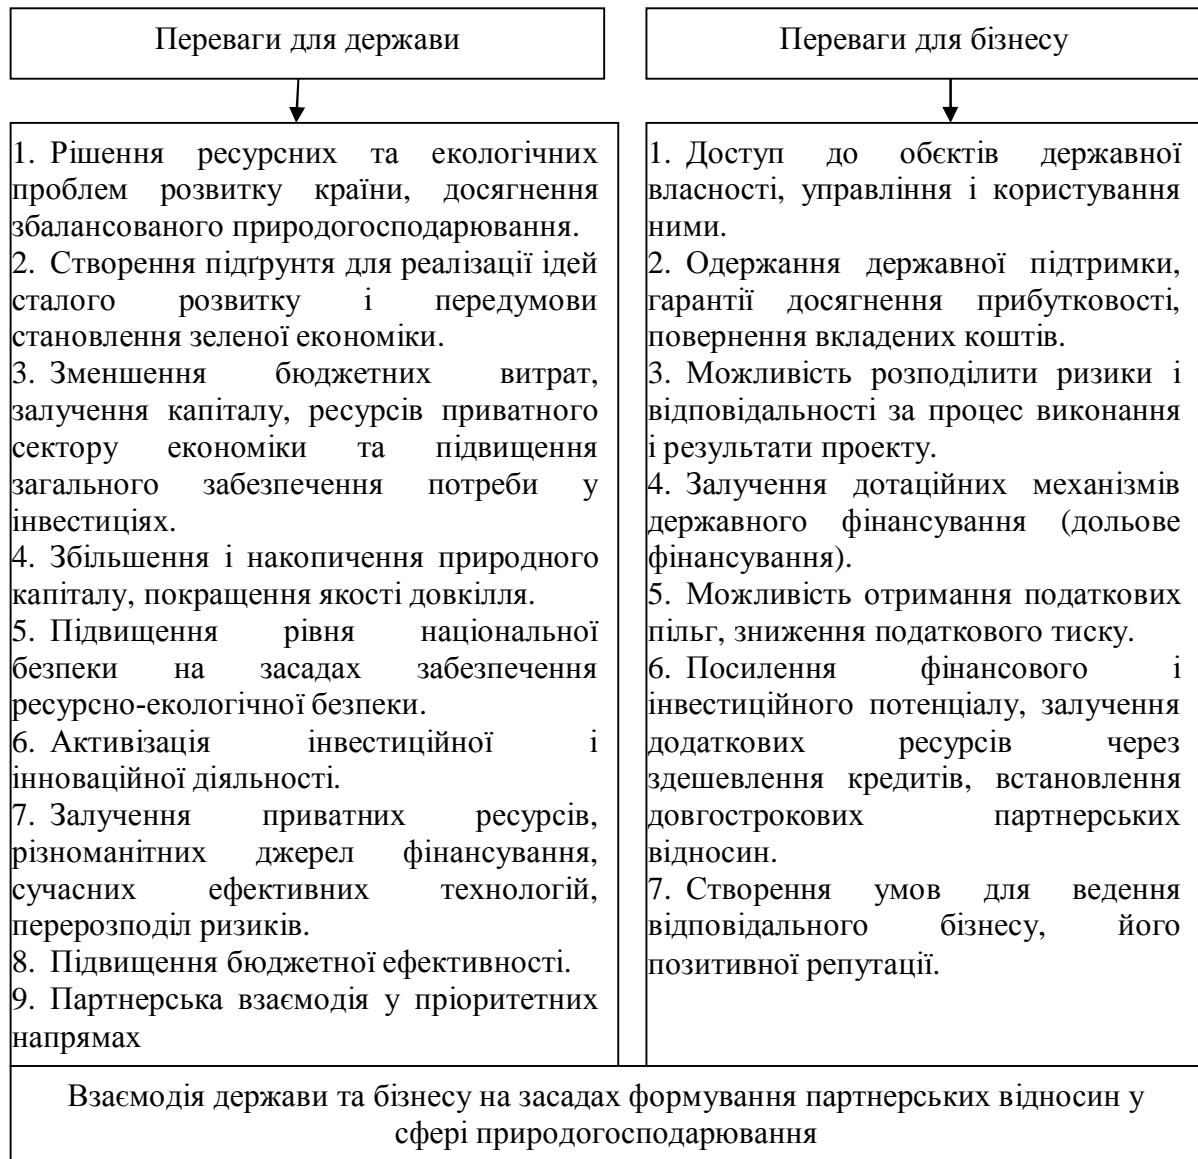 Переваги для держави
Переваги для бізнесу
1. Рішення ресурсних та екологічних
проблем розвитку країни, досягнення
збалансованого природогосподарювання.
2. Створення підґрунтя для реалізації ідей
сталого розвитку і передумови
становлення зеленої економіки.
3. Зменшення бюджетних витрат,
залучення капіталу, ресурсів приватного
сектору економіки та підвищення
загального забезпечення потреби у
інвестиціях.
4. Збільшення і накопичення природного
капіталу, покращення якості довкілля.
5. Підвищення рівня національної
безпеки на засадах забезпечення
ресурсно-екологічної безпеки.
6. Активізація інвестиційної і
інноваційної діяльності.
7. Залучення приватних ресурсів,
різноманітних джерел фінансування,
сучасних ефективних технологій,
перерозподіл ризиків.
8. Підвищення бюджетної ефективності.
9. Партнерська взаємодія у пріоритетних
напрямах
1. Доступ до обєктів державної
власності, управління і користування
ними.
2. Одержання державної підтримки,
гарантії досягнення прибутковості,
повернення вкладених коштів.
3. Можливість розподілити ризики і
відповідальності за процес виконання
і результати проекту.
4. Залучення дотаційних механізмів
державного фінансування (дольове
фінансування).
5. Можливість отримання податкових
пільг, зниження податкового тиску.
6. Посилення фінансового і
інвестиційного потенціалу, залучення
додаткових ресурсів через
здешевлення кредитів, встановлення
довгострокових партнерських
відносин.
7. Створення умов для ведення
відповідального бізнесу, його
позитивної репутації.
Взаємодія держави та бізнесу на засадах формування партнерських відносин у
сфері природогосподарювання